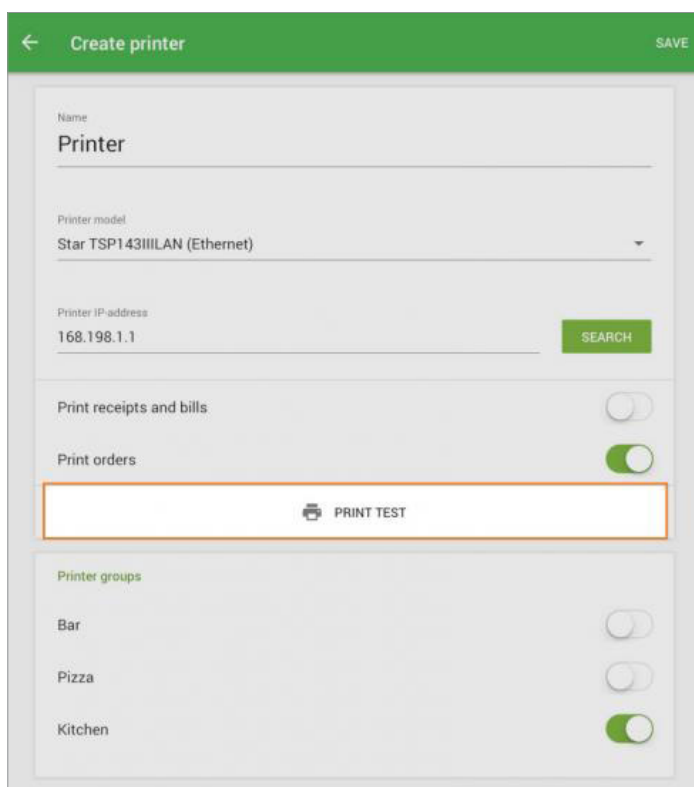 Create printer SAVE
Name
Printer
Printer model
Star TSP143IIILAN (Ethernet)
Printer IP-address
168.198.1.1 SEARCH
Print receipts and bills
Print orders
PRINT TEST
Printer groups
Bar
Pizza
Kitchen